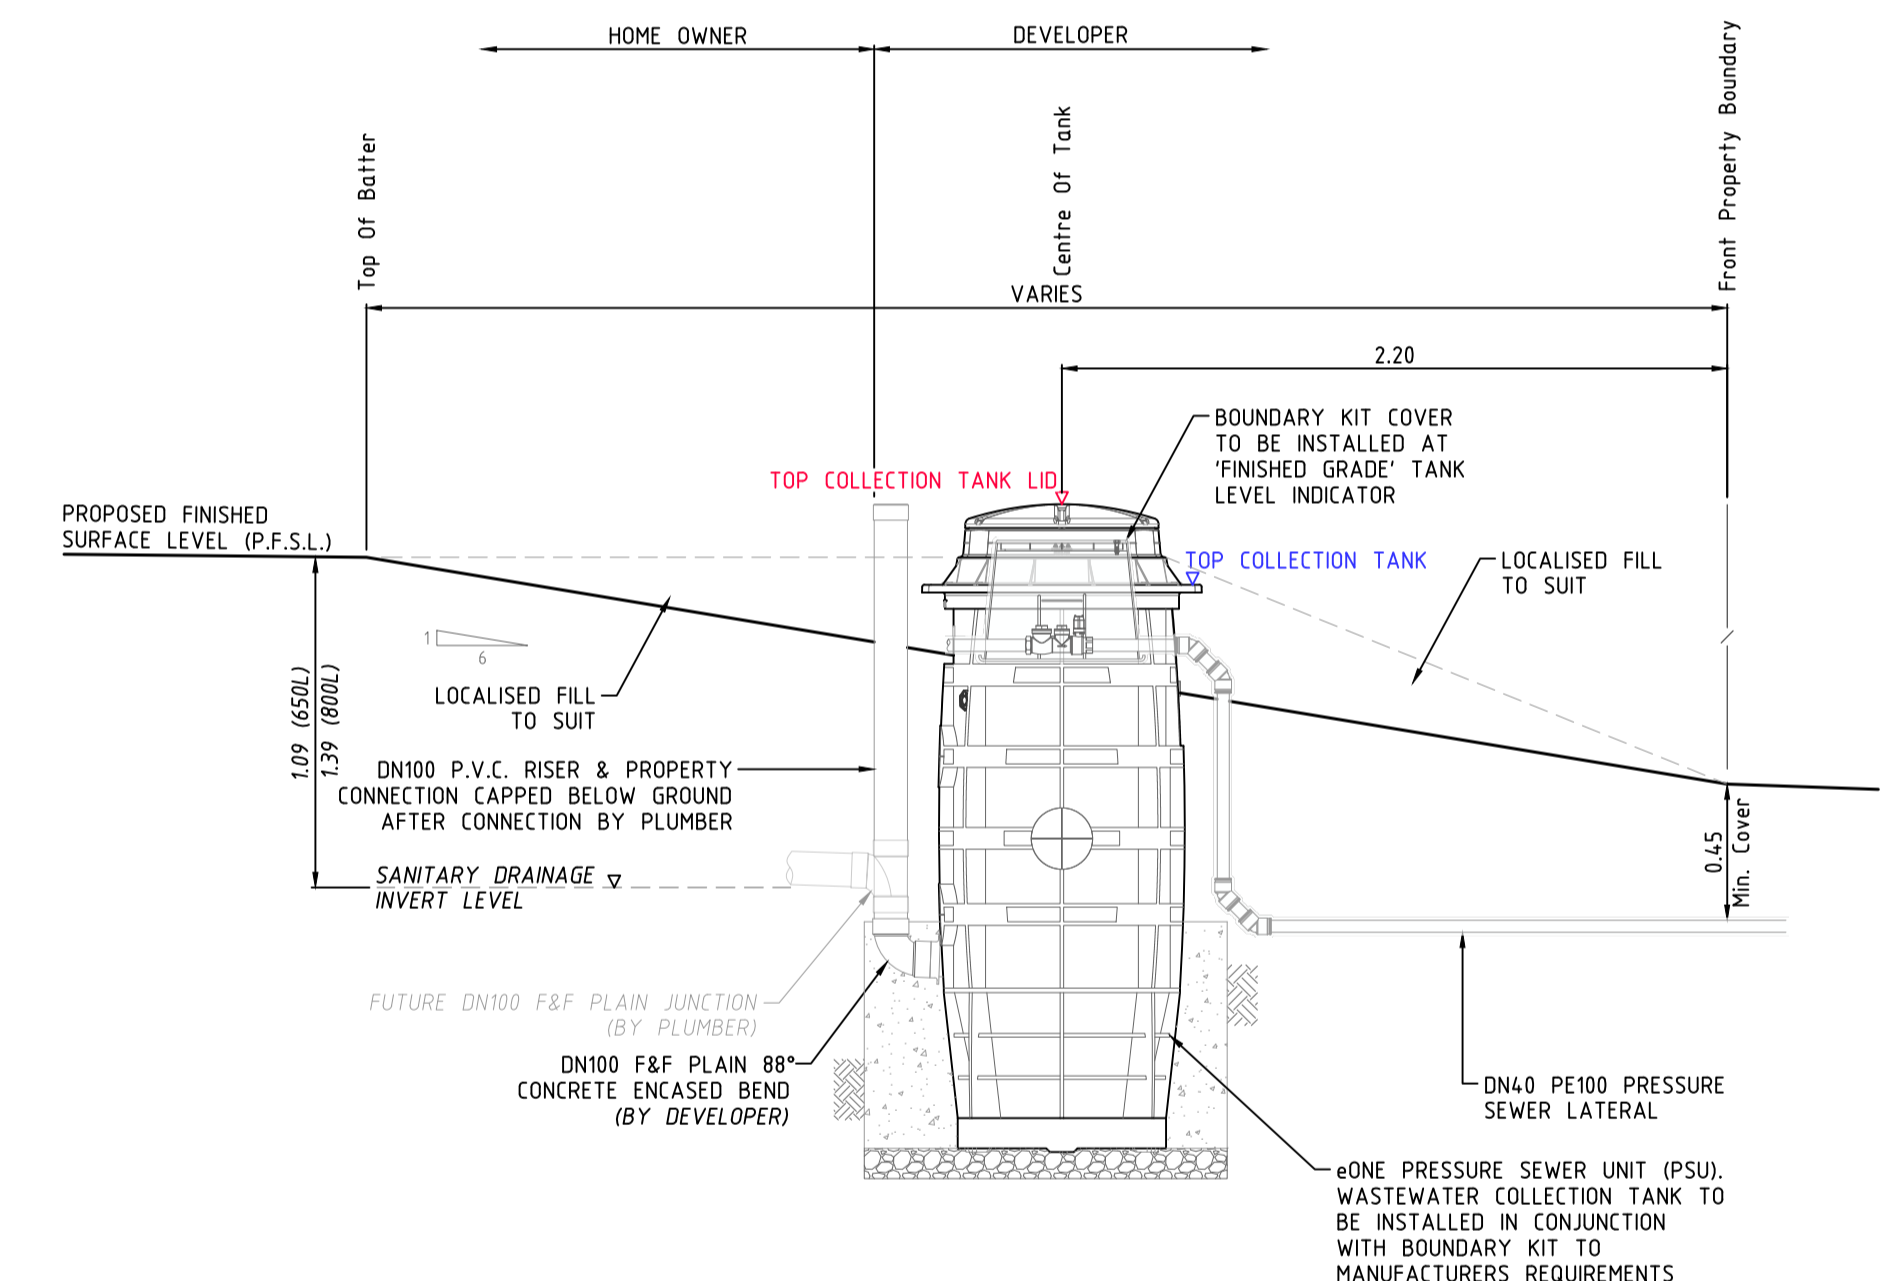 HOME OWNER
DEVELOPER
Top Of Batter
Centre Of Tank
Front Property Boundary
VARIES
2.20
BOUNDARY KIT COVER
TO BE INSTALLED AT
'FINISHED GRADE' TANK
LEVEL INDICATOR
TOP COLLECTION TANK LID
PROPOSED FINISHED
SURFACE LEVEL (P.F.S.L.)
TOP COLLECTION TANK
LOCALISED FILL
TO SUIT
1
6
1.09 (650L)
1.39 (800L)
LOCALISED FILL
TO SUIT
DN100 P.V.C. RISER & PROPERTY
CONNECTION CAPPED BELOW GROUND
AFTER CONNECTION BY PLUMBER
0.45
Min. Cover
SANITARY DRAINAGE
INVERT LEVEL
FUTURE DN100 F&F PLAIN JUNCTION
(BY PLUMBER)
DN100 F&F PLAIN 88°
CONCRETE ENCASED BEND
(BY DEVELOPER)
DN40 PE100 PRESSURE
SEWER LATERAL
eONE PRESSURE SEWER UNIT (PSU).
WASTEWATER COLLECTION TANK TO
BE INSTALLED IN CONJUNCTION
WITH BOUNDARY KIT TO
MANUFACTURERS REQUIREMENTS